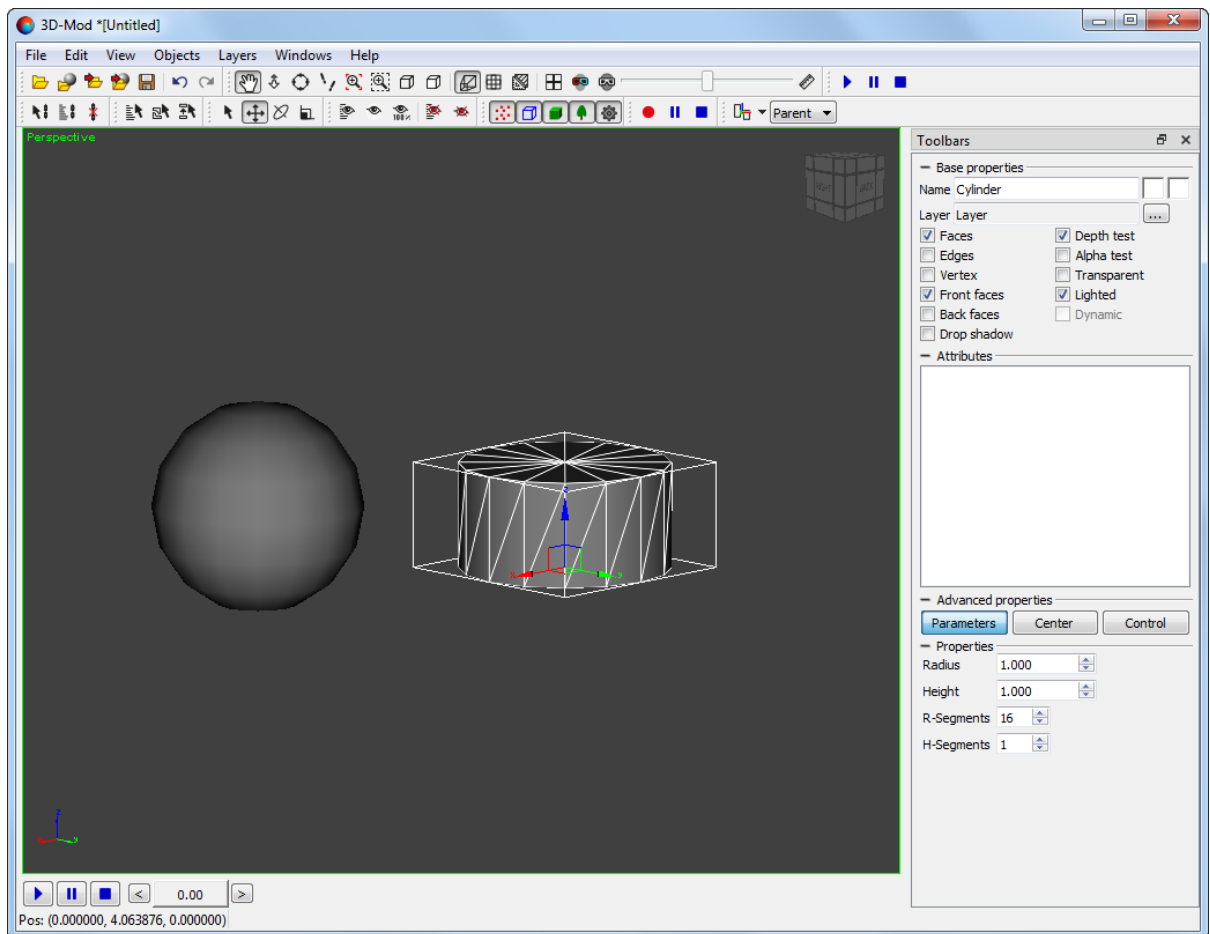 3D-Mod *[Untitled]
File Edit View Objects Layers Windows Help
100%
Parent
Perspective
Toolbars
Base properties
Name Cylinder
Layer Layer
...
Faces Depth test
Edges Alpha test
Vertex Transparent
Front faces Lighted
Back faces Dynamic
Drop shadow
Attributes
Advanced properties
Parameters Center Control
Properties
Radius 1.000
Height 1.000
R-Segments 16
H-Segments 1
z
x y
z
x y
< 0.00 >
Pos: (0.000000, 4.063876, 0.000000)